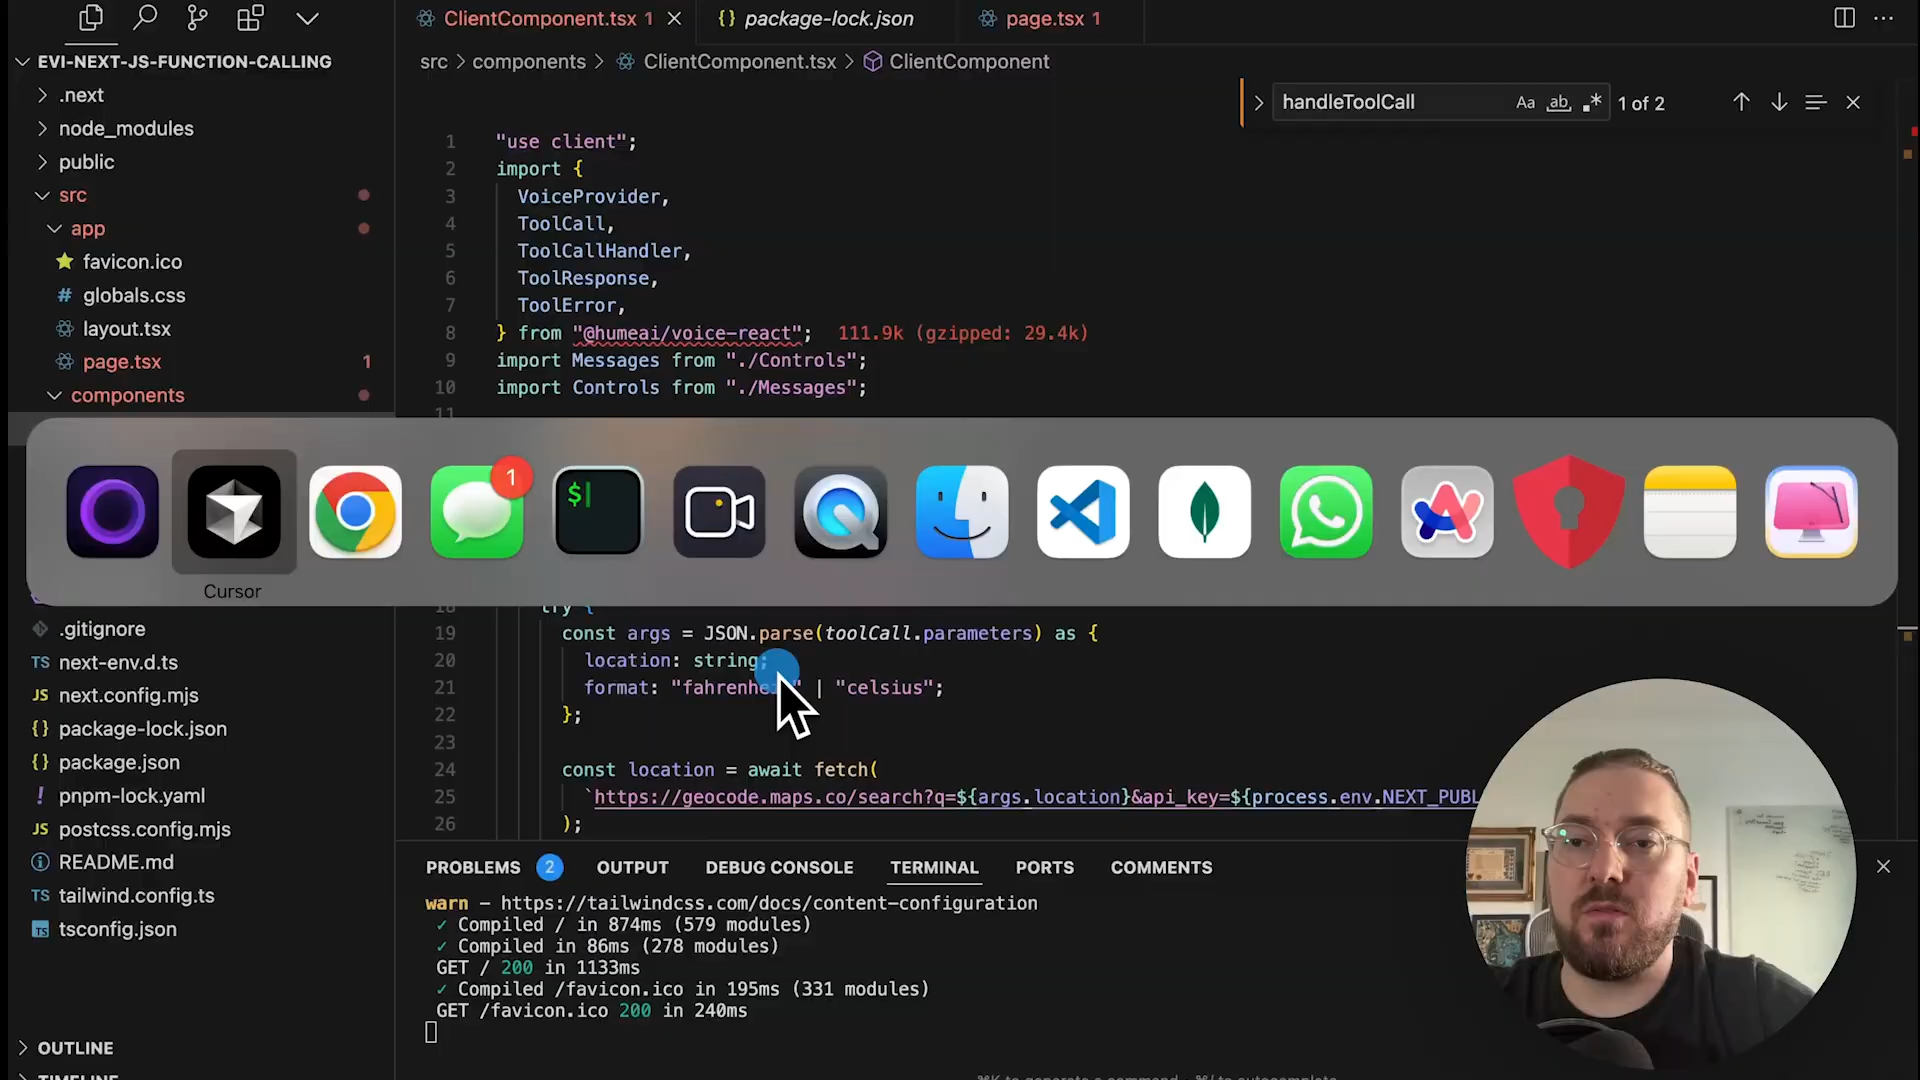 EVI-NEXT-JS-FUNCTION-CALLING
.next
node_modules
public
src
app
favicon.ico
globals.css
layout.tsx
page.tsx 1
components
.gitignore
TS next-env.d.ts
JS next.config.mjs
{} package-lock.json
{} package.json
! pnpm-lock.yaml
JS postcss.config.mjs
README.md
TS tailwind.config.ts
TS tsconfig.json
OUTLINE
TIMELINE
ClientComponent.tsx 1
{} package-lock.json
page.tsx 1
src > components > ClientComponent.tsx > ClientComponent
handleToolCall Aa ab .* 1 of 2
1 "use client";
2 import {
3 VoiceProvider,
4 ToolCall,
5 ToolCallHandler,
6 ToolResponse,
7 ToolError,
8 } from "@humeai/voice-react"; 111.9k (gzipped: 29.4k)
9 import Messages from "./Controls";
10 import Controls from "./Messages";
11
1
$
Cursor
18 try {
19 const args = JSON.parse(toolCall.parameters) as {
20 location: string;
21 format: "fahrenhe" | "celsius";
22 };
23
24 const location = await fetch(
25 `https://geocode.maps.co/search?q=${args.location}&api_key=${process.env.NEXT_PUBL
26 );
PROBLEMS 2 OUTPUT DEBUG CONSOLE TERMINAL PORTS COMMENTS
warn – https://tailwindcss.com/docs/content-configuration
✓ Compiled / in 874ms (579 modules)
✓ Compiled in 86ms (278 modules)
GET / 200 in 1133ms
✓ Compiled /favicon.ico in 195ms (331 modules)
GET /favicon.ico 200 in 240ms